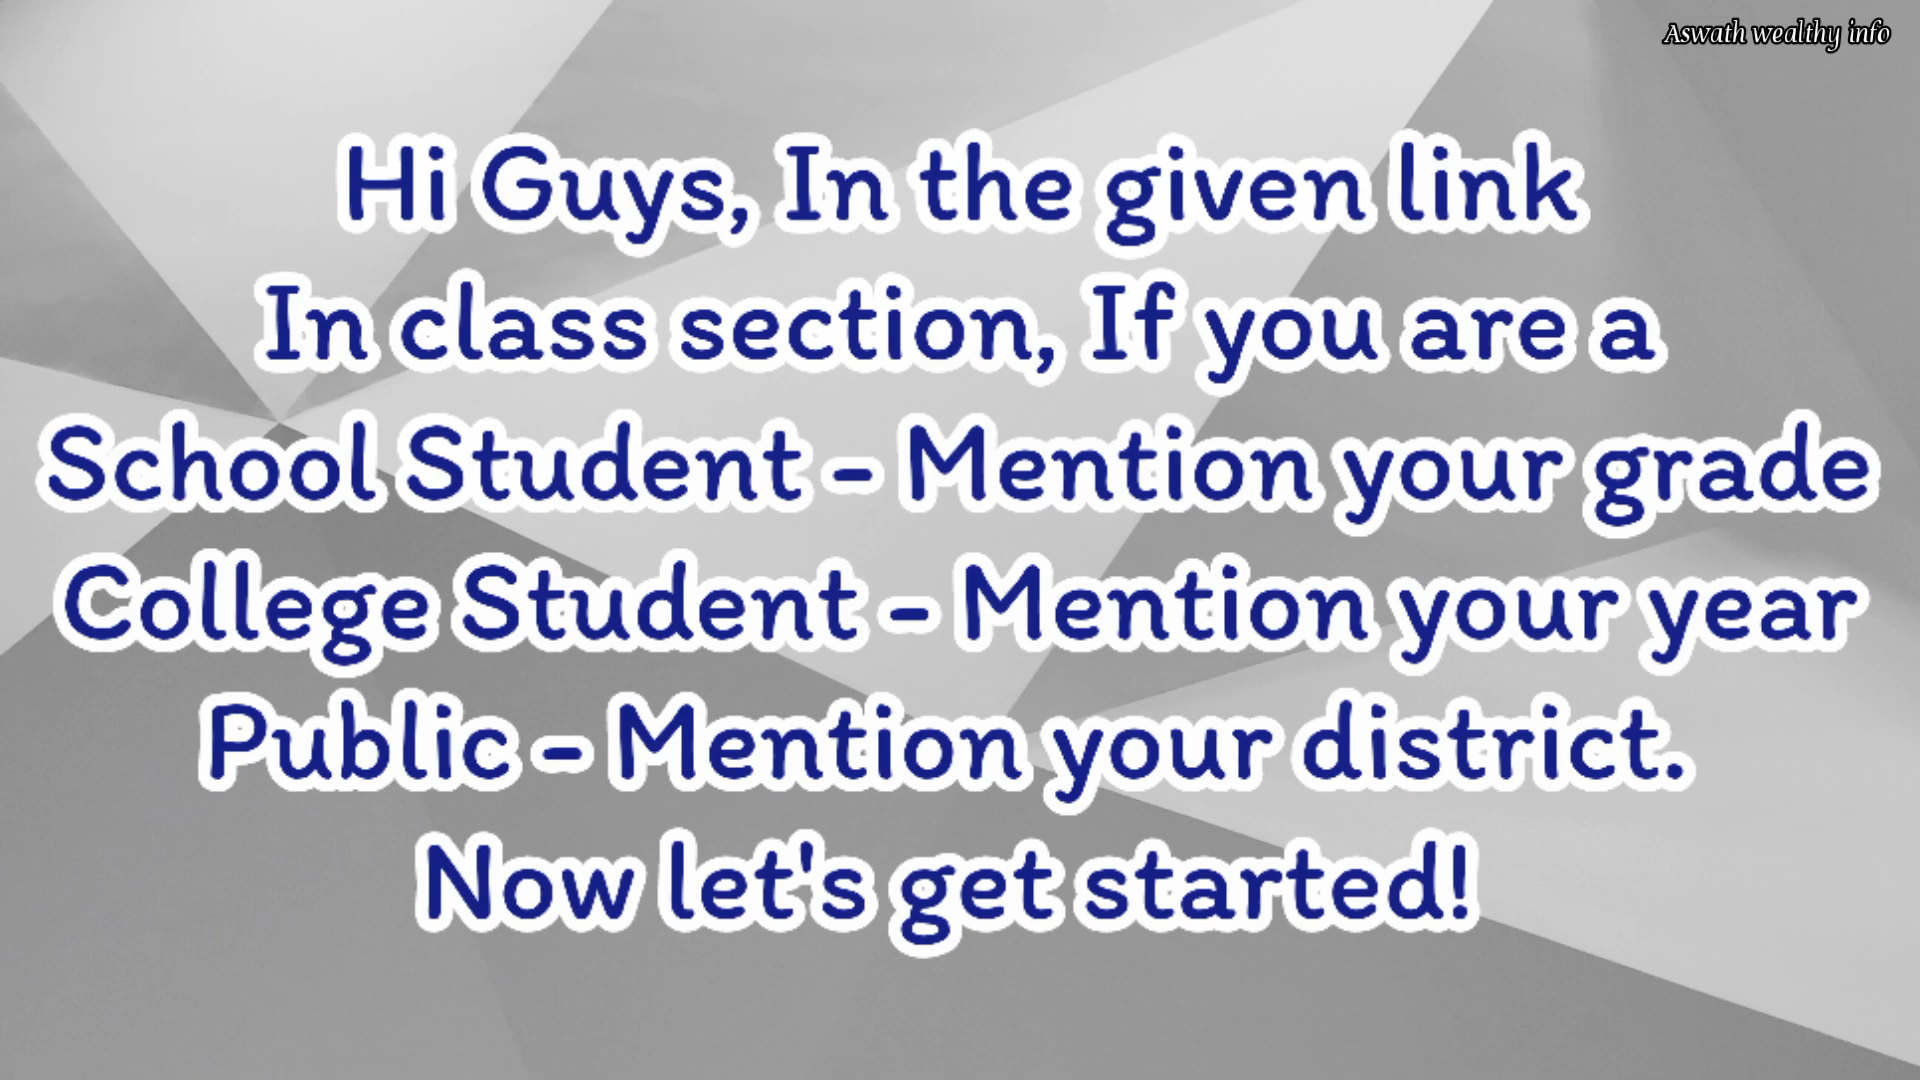 Aswath wealthy info
Hi Guys, In the given link
In class section, If you are a
School Student - Mention your grade
College Student - Mention your year
Public - Mention your district.
Now let's get started!